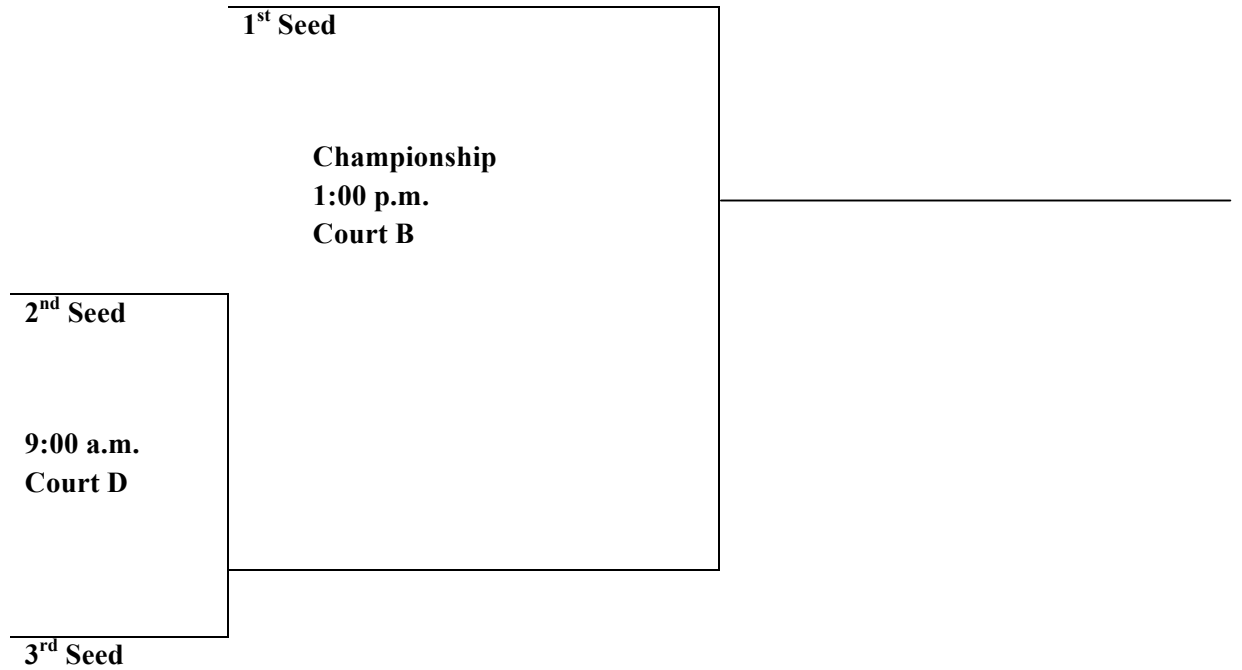 1st Seed
Championship
1:00 p.m.
Court B
2nd Seed
9:00 a.m.
Court D
3rd Seed